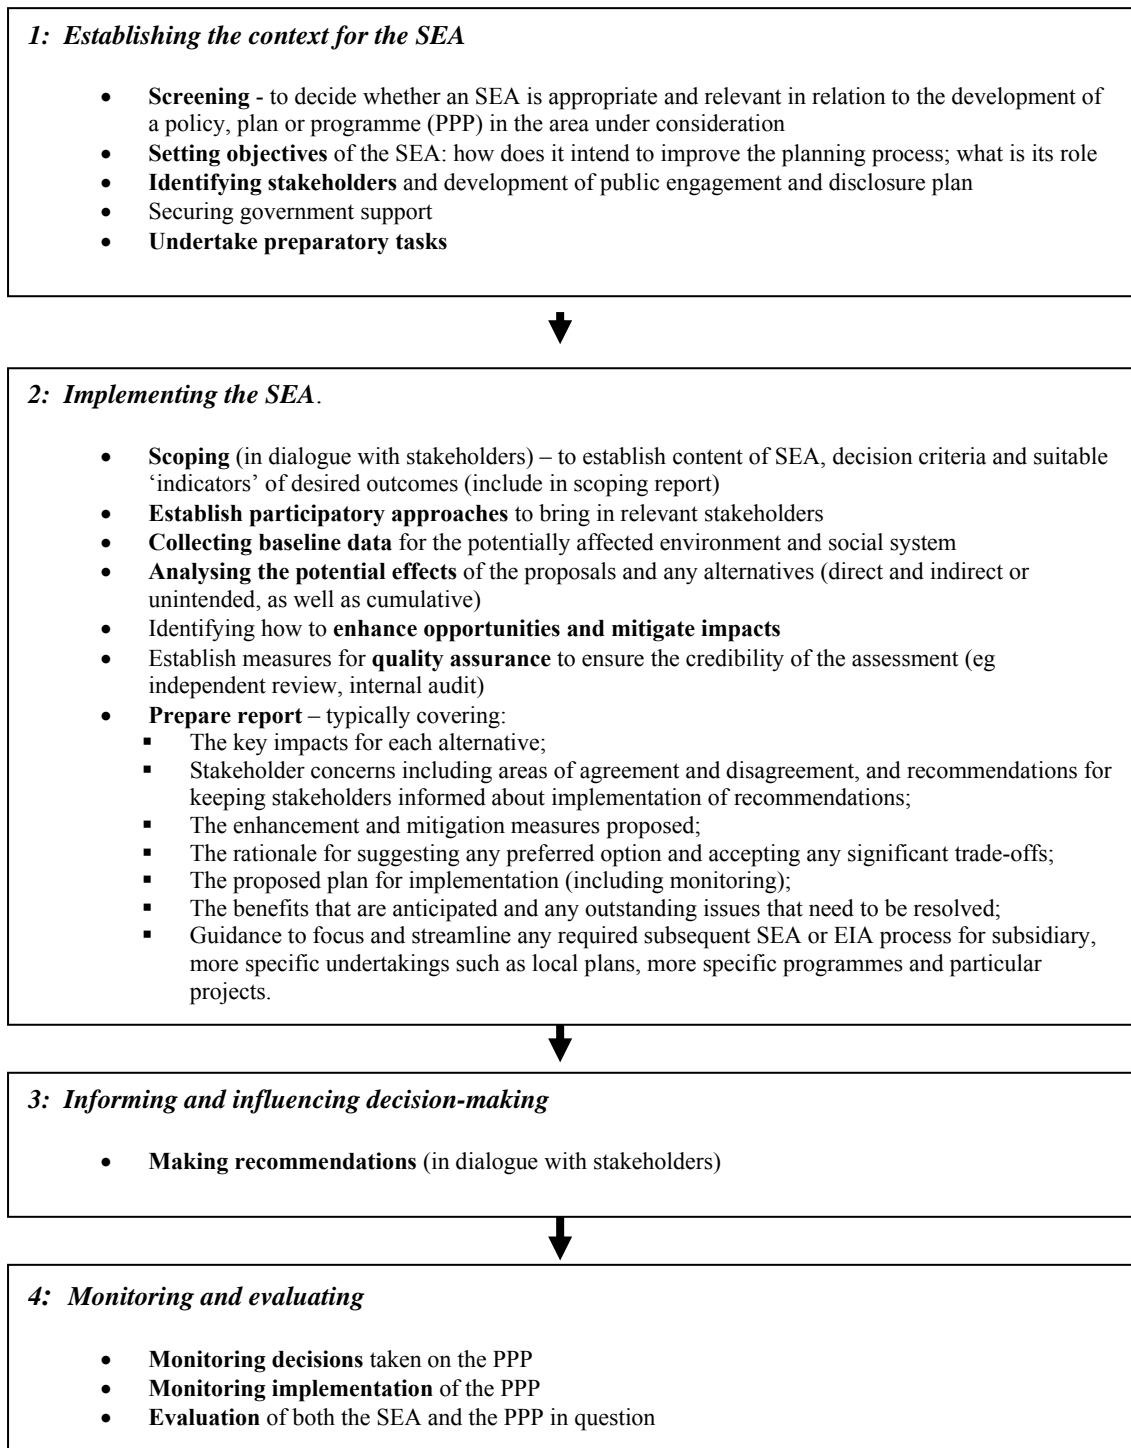 1: Establishing the context for the SEA
• Screening - to decide whether an SEA is appropriate and relevant in relation to the development of
a policy, plan or programme (PPP) in the area under consideration
• Setting objectives of the SEA: how does it intend to improve the planning process; what is its role
• Identifying stakeholders and development of public engagement and disclosure plan
• Securing government support
• Undertake preparatory tasks
2: Implementing the SEA.
• Scoping (in dialogue with stakeholders) – to establish content of SEA, decision criteria and suitable
‘indicators’ of desired outcomes (include in scoping report)
• Establish participatory approaches to bring in relevant stakeholders
• Collecting baseline data for the potentially affected environment and social system
• Analysing the potential effects of the proposals and any alternatives (direct and indirect or
unintended, as well as cumulative)
• Identifying how to enhance opportunities and mitigate impacts
• Establish measures for quality assurance to ensure the credibility of the assessment (eg
independent review, internal audit)
• Prepare report – typically covering:
▪ The key impacts for each alternative;
▪ Stakeholder concerns including areas of agreement and disagreement, and recommendations for
keeping stakeholders informed about implementation of recommendations;
▪ The enhancement and mitigation measures proposed;
▪ The rationale for suggesting any preferred option and accepting any significant trade-offs;
▪ The proposed plan for implementation (including monitoring);
▪ The benefits that are anticipated and any outstanding issues that need to be resolved;
▪ Guidance to focus and streamline any required subsequent SEA or EIA process for subsidiary,
more specific undertakings such as local plans, more specific programmes and particular
projects.
3: Informing and influencing decision-making
• Making recommendations (in dialogue with stakeholders)
4: Monitoring and evaluating
• Monitoring decisions taken on the PPP
• Monitoring implementation of the PPP
• Evaluation of both the SEA and the PPP in question